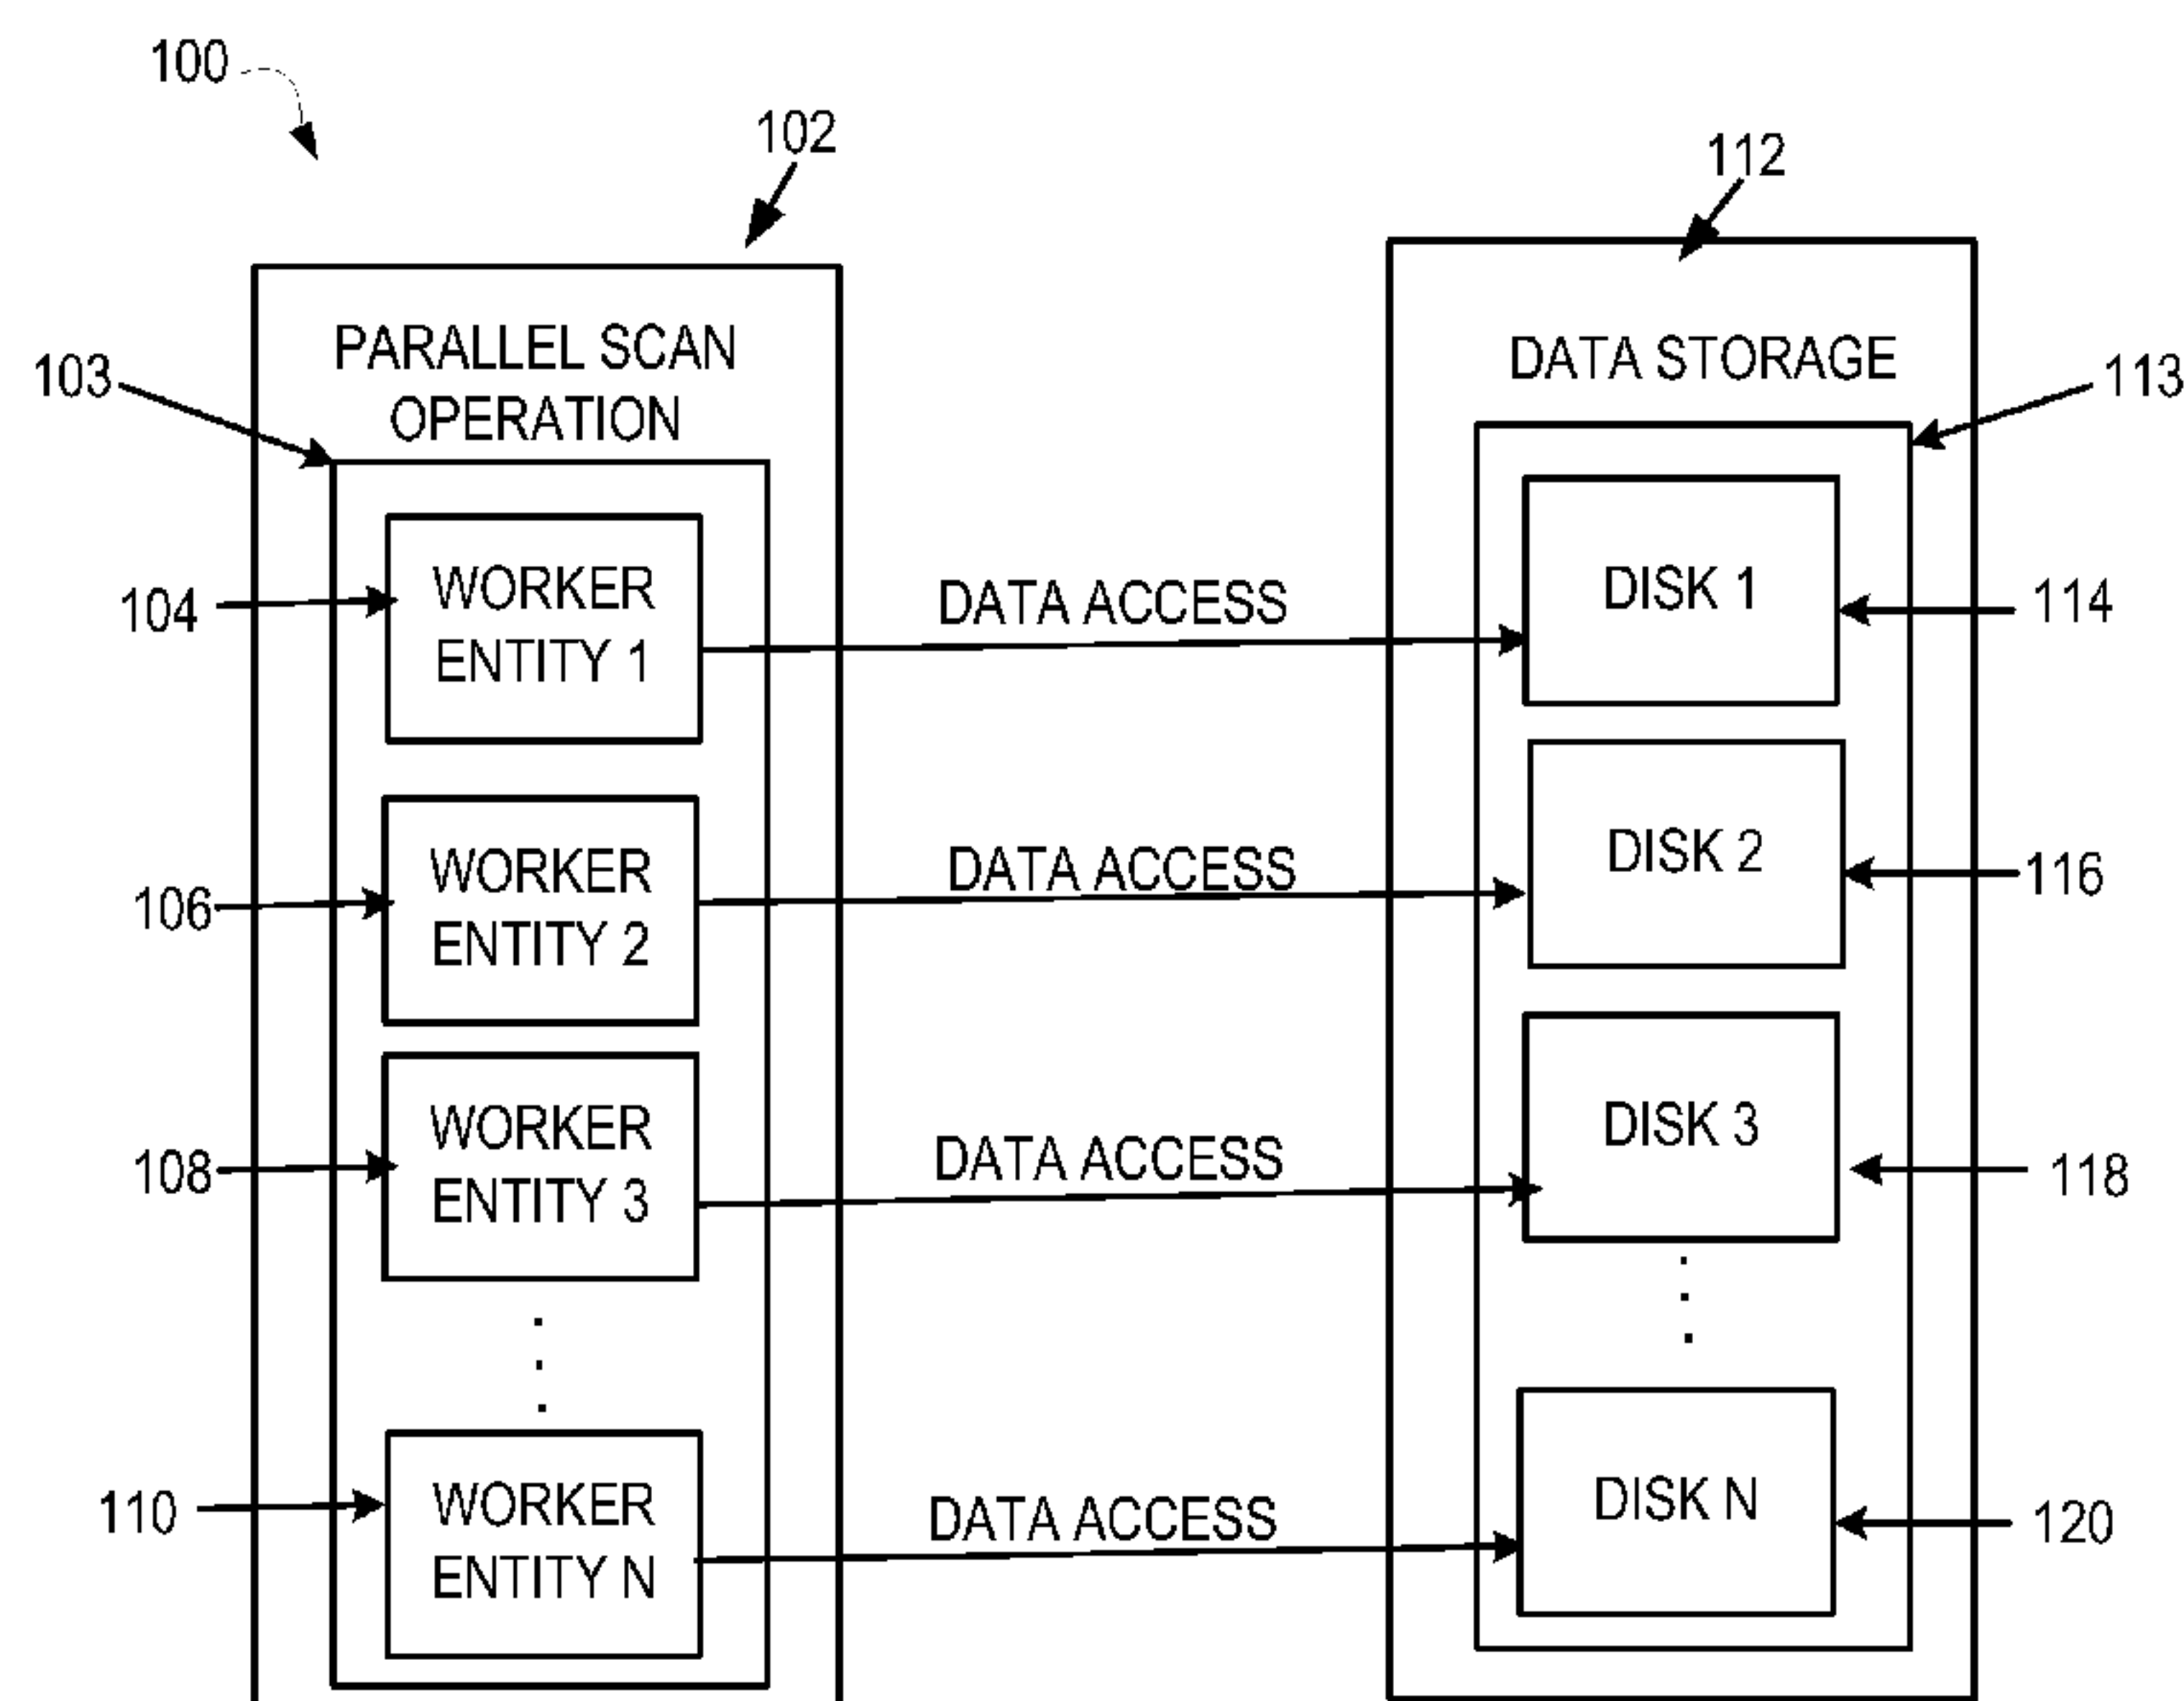 100
102
112
PARALLEL SCAN
OPERATION
DATA STORAGE
103
113
WORKER
ENTITY 1
DATA ACCESS
DISK 1
104
114
WORKER
ENTITY 2
DATA ACCESS
DISK 2
106
116
WORKER
ENTITY 3
DATA ACCESS
DISK 3
108
118
WORKER
ENTITY N
DATA ACCESS
DISK N
110
120